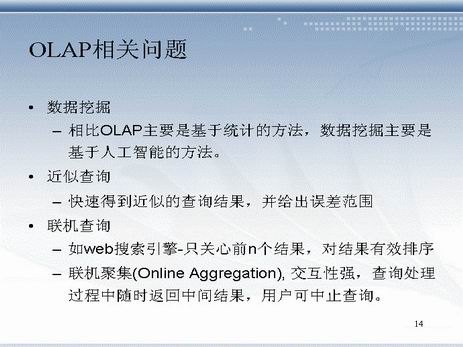 OLAP相关问题
• 数据挖掘
– 相比OLAP主要是基于统计的方法，数据挖掘主要是
基于人工智能的方法。
• 近似查询
– 快速得到近似的查询结果，并给出误差范围
• 联机查询
– 如web搜索引擎-只关心前n个结果，对结果有效排序
– 联机聚集(Online Aggregation), 交互性强，查询处理
过程中随时返回中间结果，用户可中止查询。
14